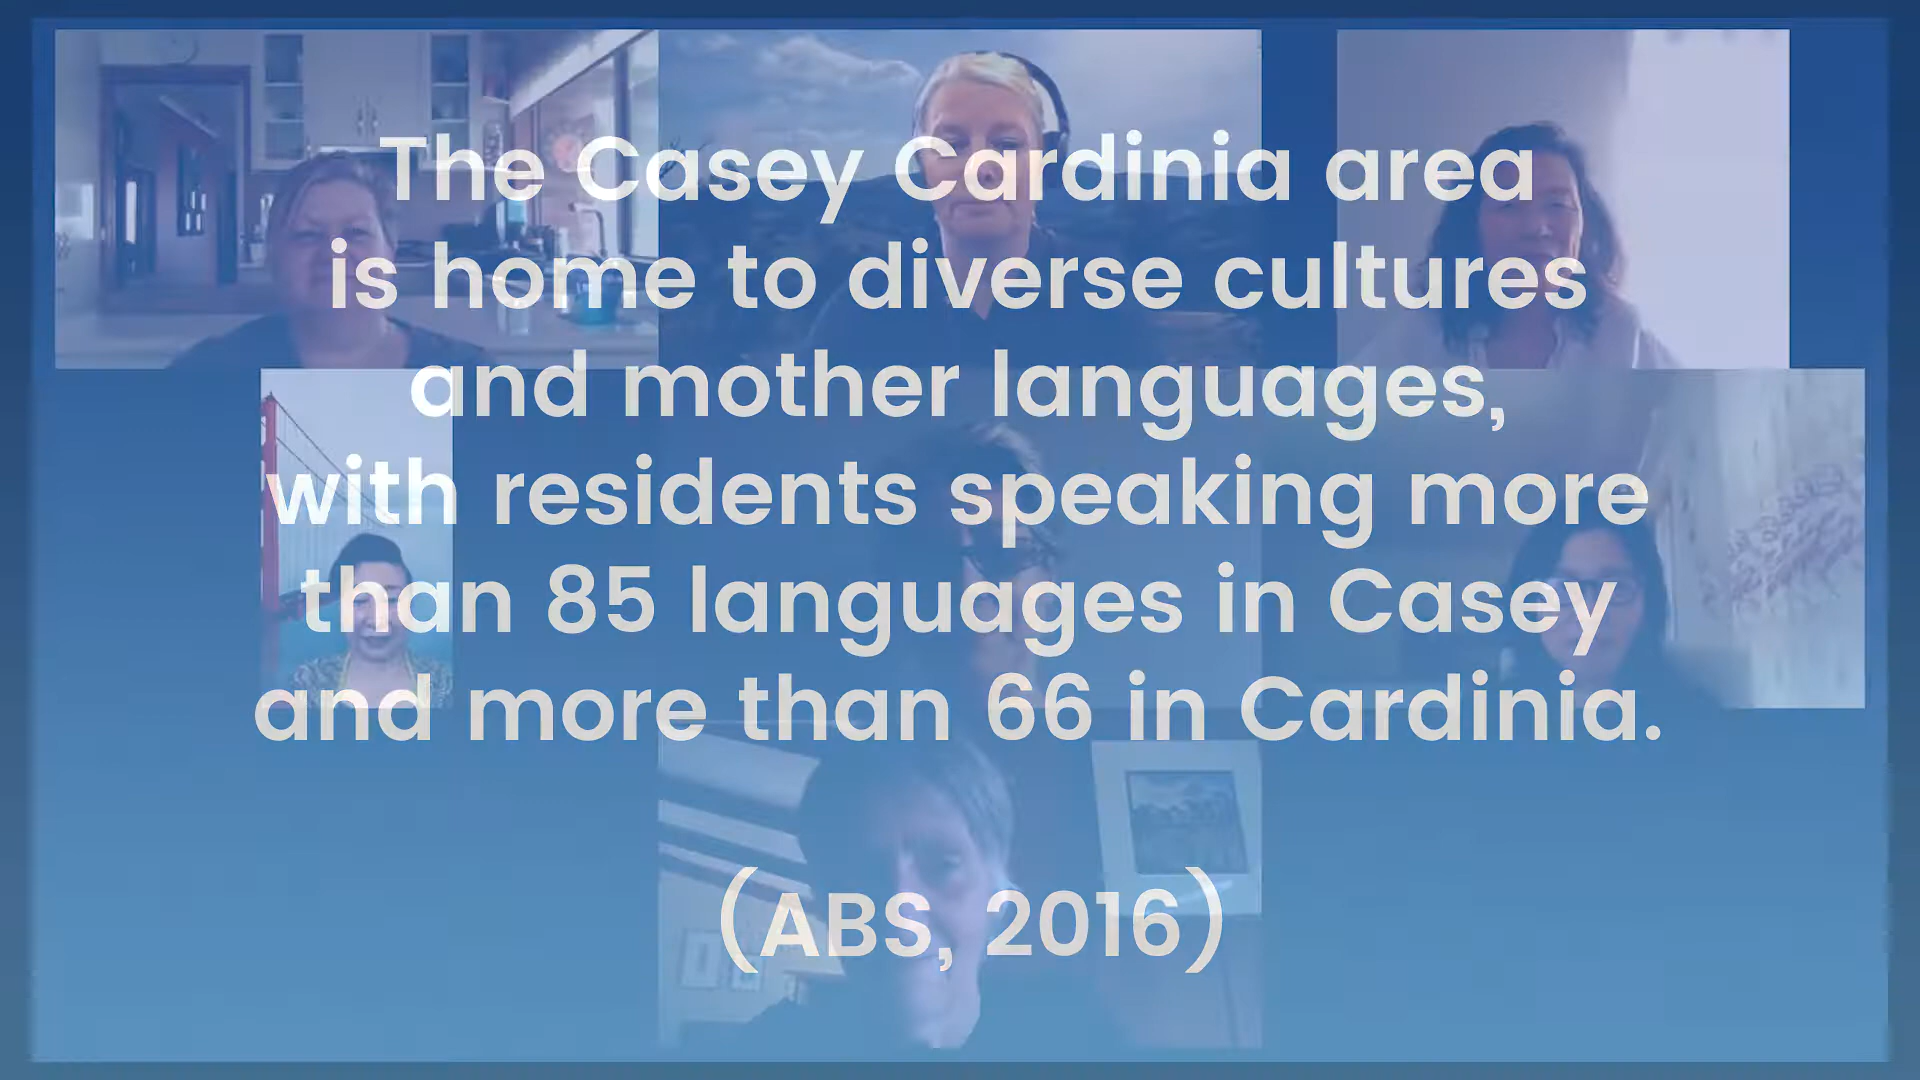 The Casey Cardinia area
is home to diverse cultures
and mother languages,
with residents speaking more
than 85 languages in Casey
and more than 66 in Cardinia.
(ABS, 2016)